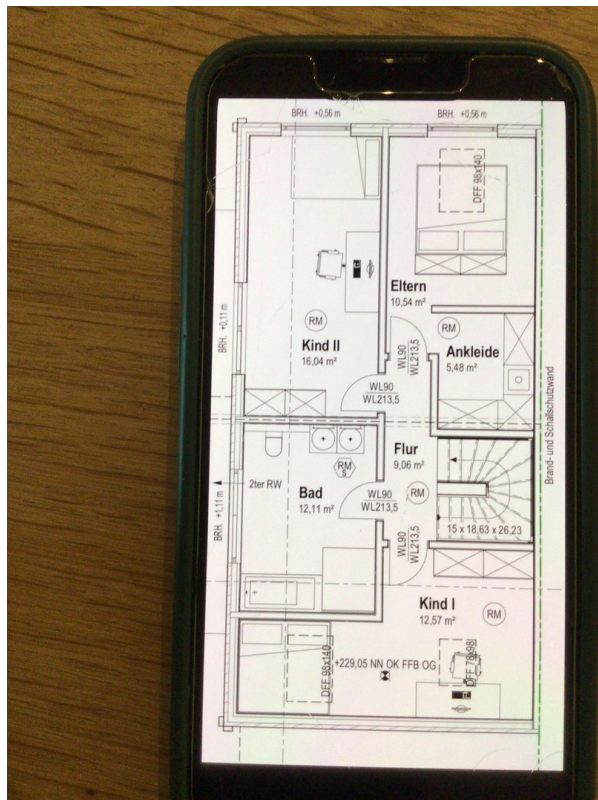 BRH. +0,56 m
BRH. +0,56 m
DFF 98x140
Eltern
10,54 m²
RM
Kind II
16,04 m²
RM
Ankleide
5,48 m²
BRH. +0,11 m
WL90
WL213,5
WL90
WL213,5
Brand- und Schallschutzwand
Flur
9,06 m²
RM
RM
S
2ter RW
Bad
12,11 m²
WL90
WL213,5
BRH. +1,11 m
15 x 18,63 x 26,23
WL90
WL213,5
Kind I
12,57 m²
RM
+229,05 NN OK FFB OG
DFF 98x140
DFF 78x98